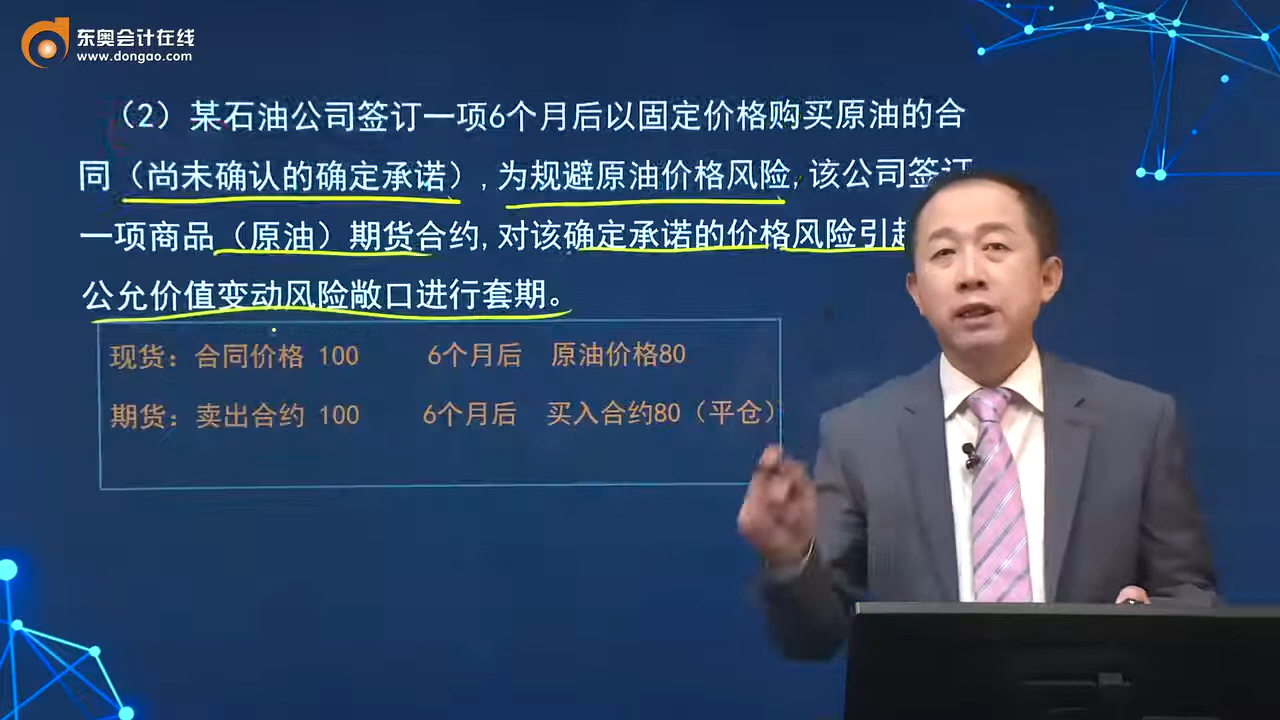 东奥会计在线
www.dongao.com
（2）某石油公司签订一项6个月后以固定价格购买原油的合
同（尚未确认的确定承诺），为规避原油价格风险，该公司签订
一项商品（原油）期货合约，对该确定承诺的价格风险引起
公允价值变动风险敞口进行套期。
现货：合同价格 100 6个月后 原油价格80
期货：卖出合约 100 6个月后 买入合约80（平仓）